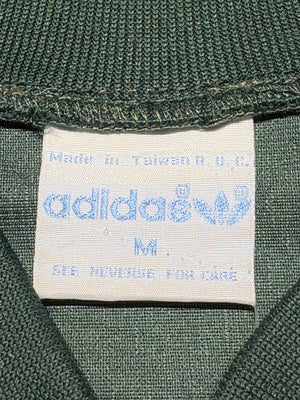 Made in Taiwan R.O.C.
adidas®®
M
SEE REVERSE FOR CARE